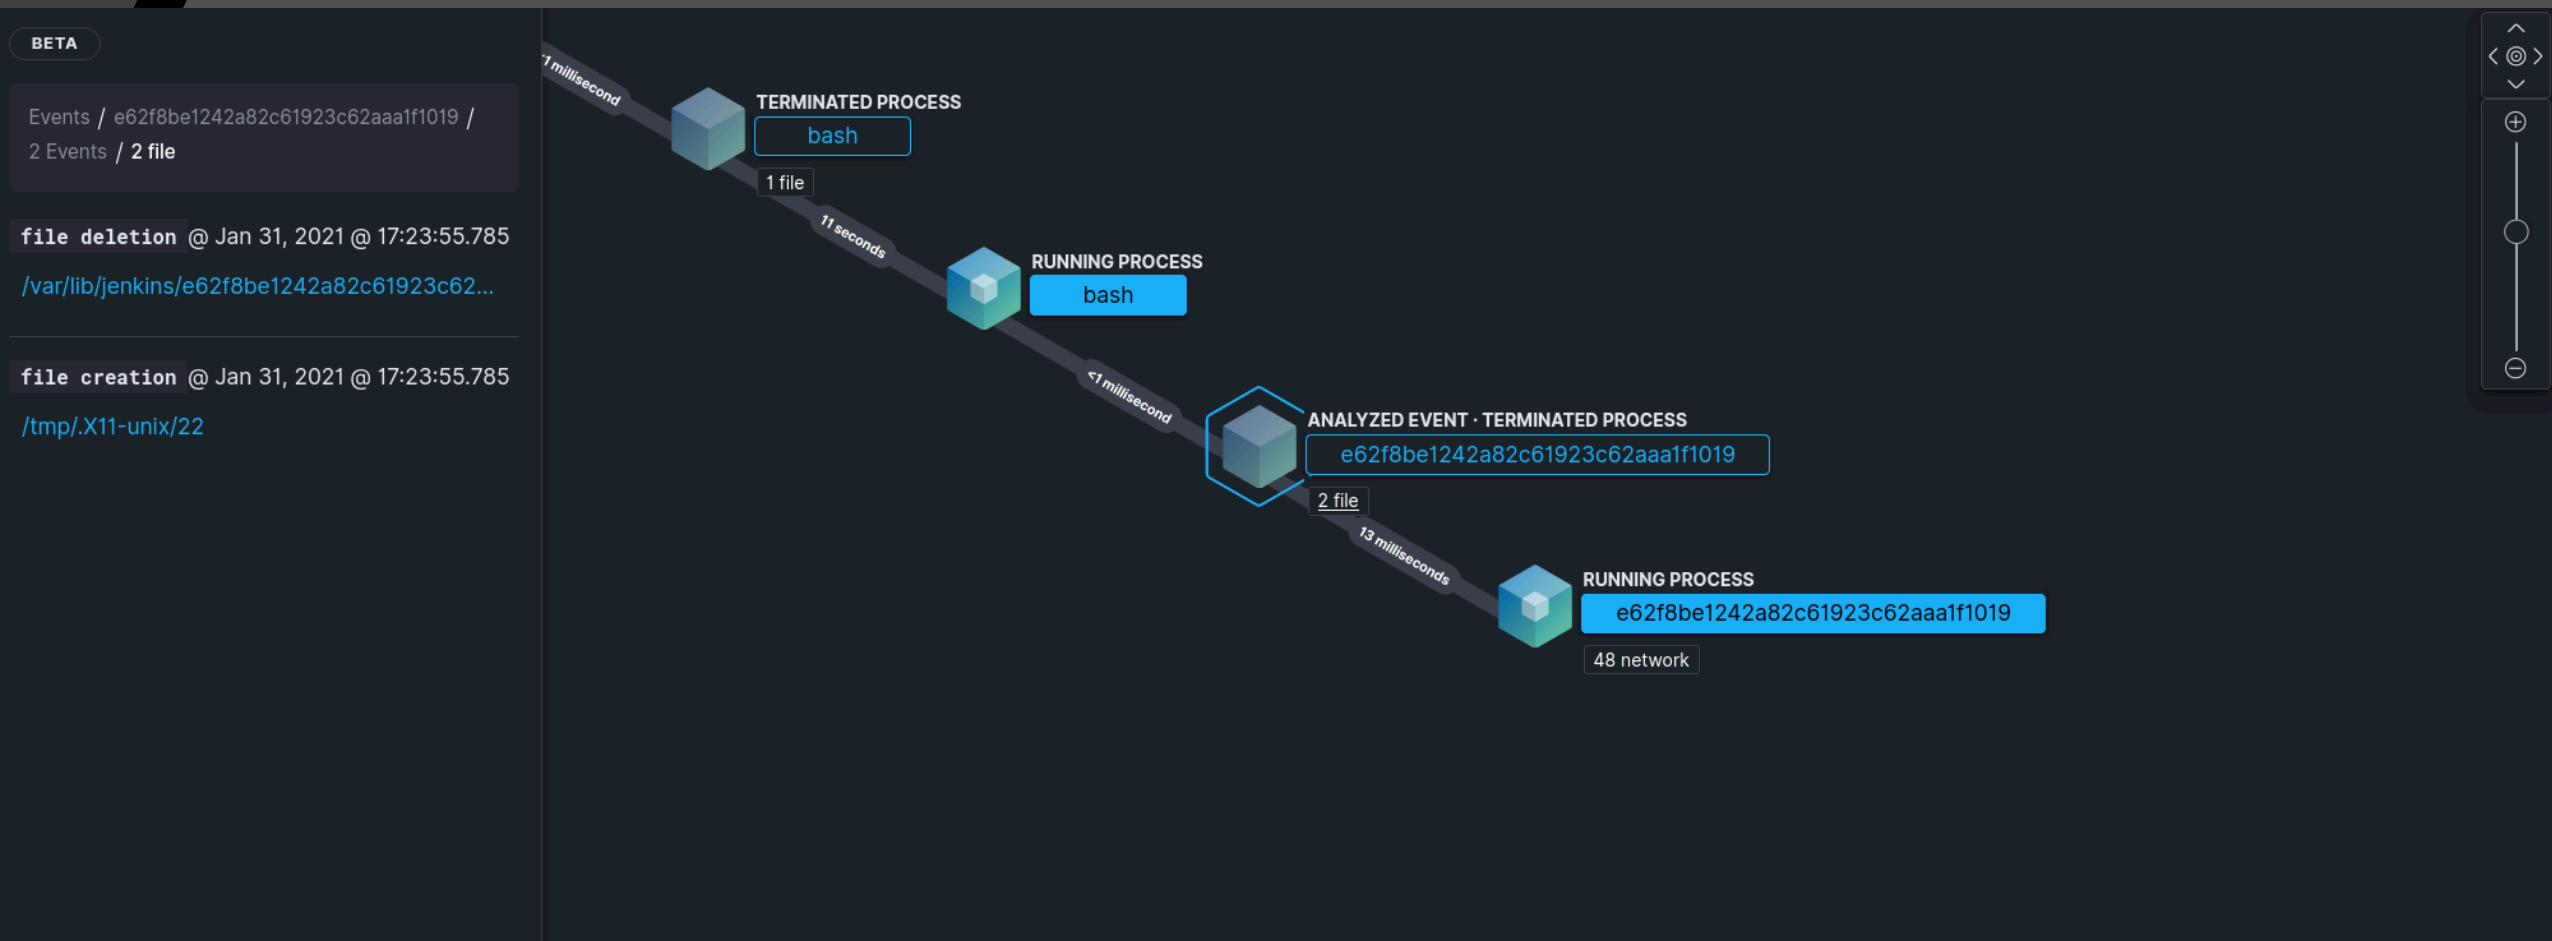 BETA
Events / e62f8be1242a82c61923c62aaa1f1019 /
2 Events / 2 file
file deletion @ Jan 31, 2021 @ 17:23:55.785
/var/lib/jenkins/e62f8be1242a82c61923c62...
file creation @ Jan 31, 2021 @ 17:23:55.785
/tmp/.X11-unix/22
<1 millisecond
TERMINATED PROCESS
bash
1 file
11 seconds
RUNNING PROCESS
bash
<1 millisecond
ANALYZED EVENT · TERMINATED PROCESS
e62f8be1242a82c61923c62aaa1f1019
2 file
13 milliseconds
RUNNING PROCESS
e62f8be1242a82c61923c62aaa1f1019
48 network